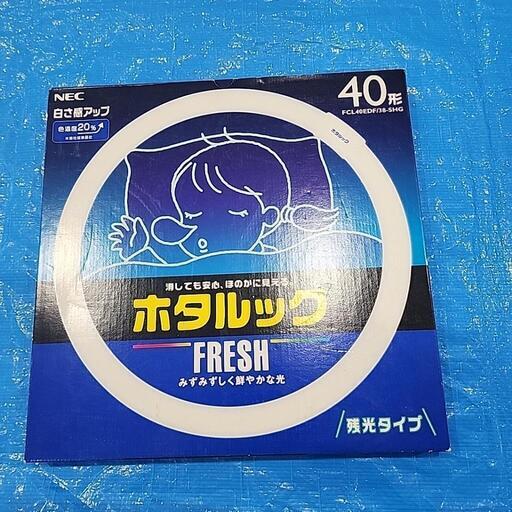 NEC
白さ感アップ
色温度20%
40形
FCL40EDF/38-SHG
ホタルック
消しても安心、ほのかに見える
ホタルック
FRESH
みずみずしく鮮やかな光
残光タイプ